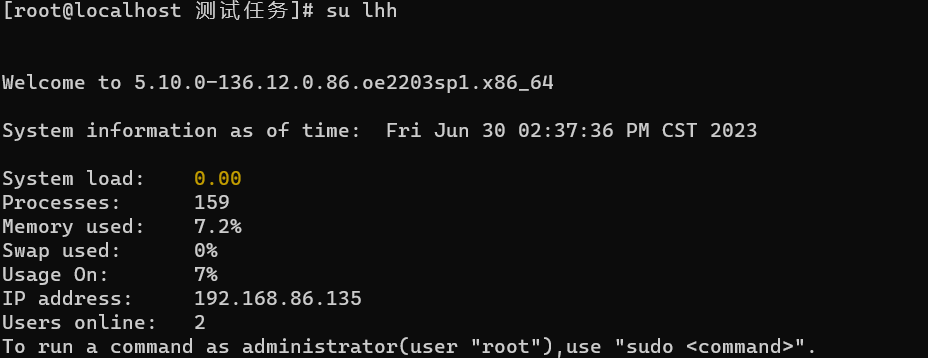 [root@localhost 测试任务]# su lhh
Welcome to 5.10.0-136.12.0.86.oe2203sp1.x86_64
System information as of time:  Fri Jun 30 02:37:36 PM CST 2023
System load:    0.00
Processes:      159
Memory used:    7.2%
Swap used:      0%
Usage On:       7%
IP address:     192.168.86.135
Users online:   2
To run a command as administrator(user "root"),use "sudo <command>".